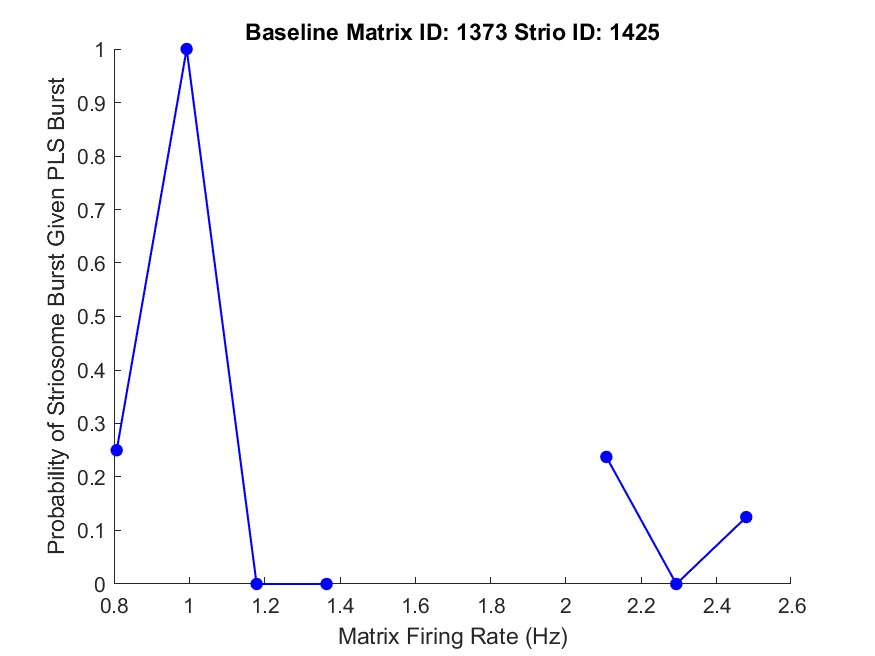 Baseline Matrix ID: 1373 Strio ID: 1425
Probability of Striosome Burst Given PLS Burst
1
0.9
0.8
0.7
0.6
0.5
0.4
0.3
0.2
0.1
0
0.8 1 1.2 1.4 1.6 1.8 2 2.2 2.4 2.6
Matrix Firing Rate (Hz)